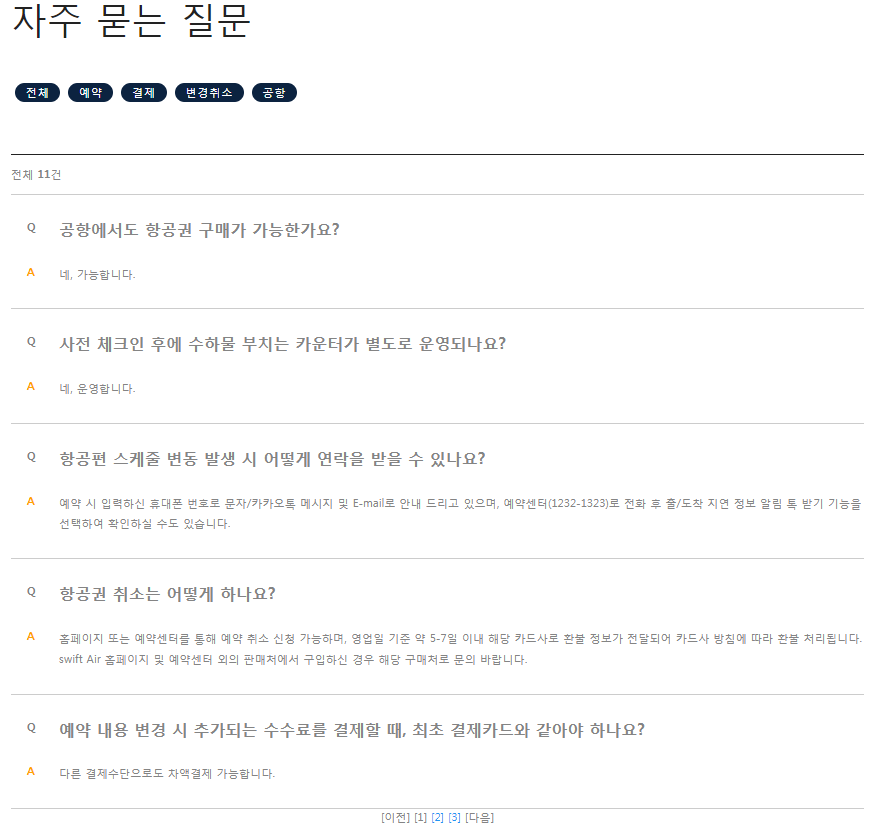 자주 묻는 질문
전체 예약 결제 변경취소 공항
전체 11건
Q 공항에서도 항공권 구매가 가능한가요?
A 네, 가능합니다.
Q 사전 체크인 후에 수하물 부치는 카운터가 별도로 운영되나요?
A 네, 운영합니다.
Q 항공편 스케줄 변동 발생 시 어떻게 연락을 받을 수 있나요?
A 예약 시 입력하신 휴대폰 번호로 문자/카카오톡 메시지 및 E-mail로 안내 드리고 있으며, 예약센터(1232-1323)로 전화 후 출/도착 지연 정보 알림 톡 받기 기능을
선택하여 확인하실 수도 있습니다.
Q 항공권 취소는 어떻게 하나요?
A 홈페이지 또는 예약센터를 통해 예약 취소 신청 가능하며, 영업일 기준 약 5-7일 이내 해당 카드사로 환불 정보가 전달되어 카드사 방침에 따라 환불 처리됩니다.
swift Air 홈페이지 및 예약센터 외의 판매처에서 구입하신 경우 해당 구매처로 문의 바랍니다.
Q 예약 내용 변경 시 추가되는 수수료를 결제할 때, 최초 결제카드와 같아야 하나요?
A 다른 결제수단으로도 차액결제 가능합니다.
[이전] [1] [2] [3] [다음]